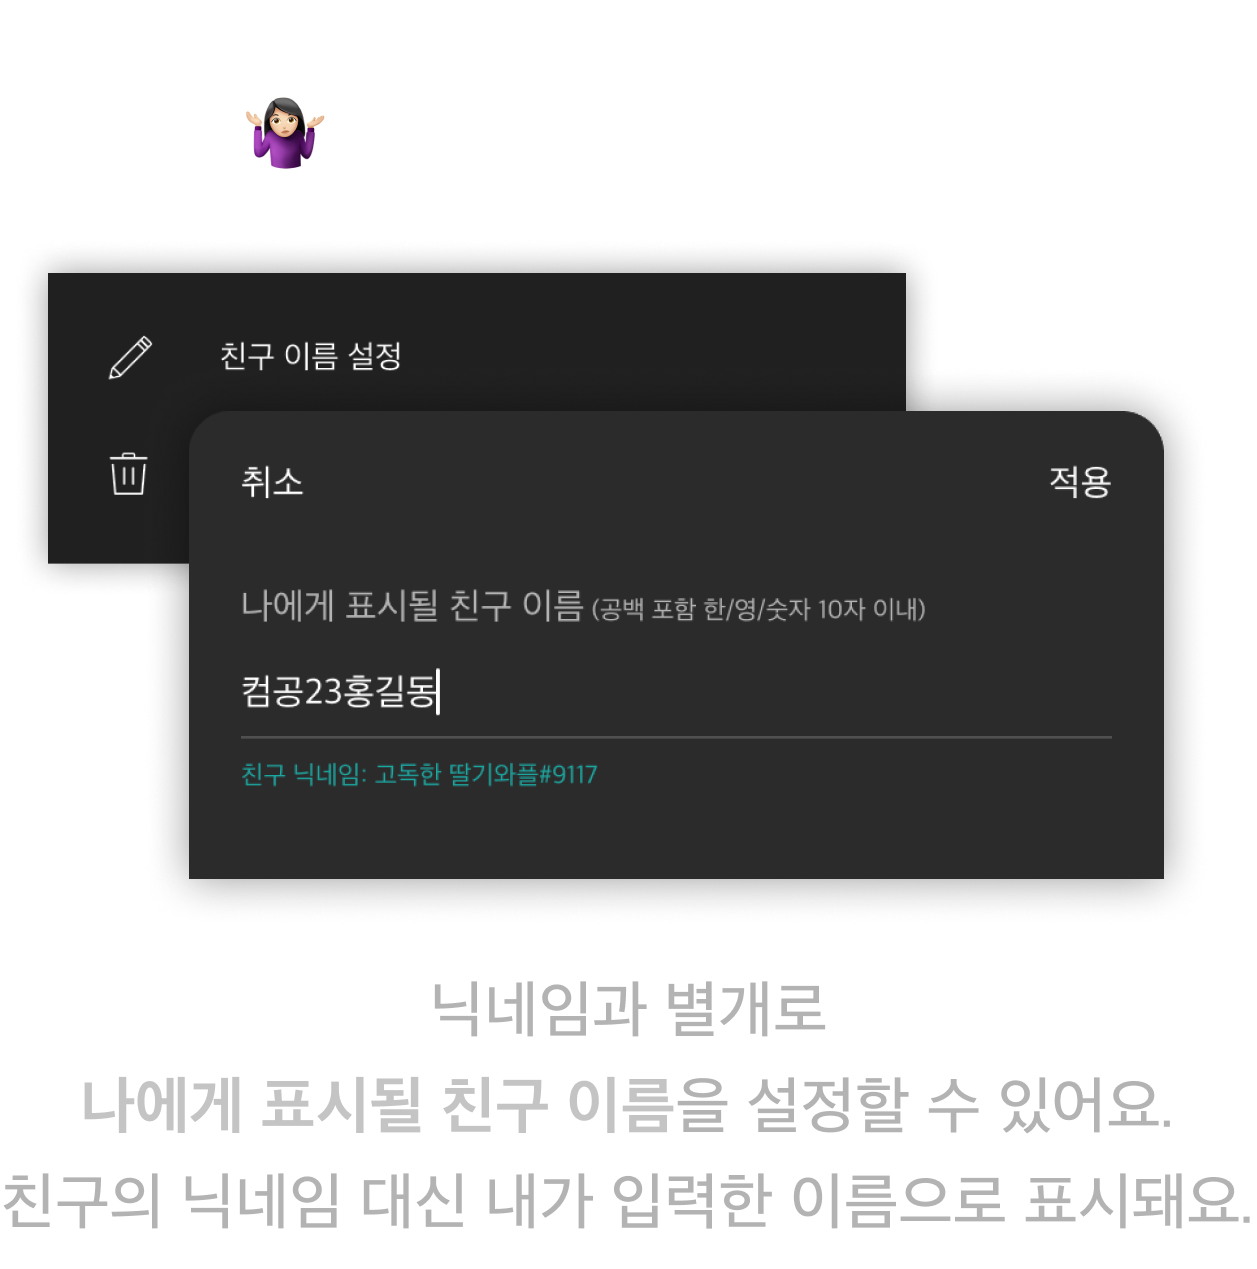 친구 이름 설정
취소
적용
나에게 표시될 친구 이름 (공백 포함 한/영/숫자 10자 이내)
컴공23홍길동
친구 닉네임: 고독한 딸기와플#9117
닉네임과 별개로
나에게 표시될 친구 이름을 설정할 수 있어요.
친구의 닉네임 대신 내가 입력한 이름으로 표시돼요.